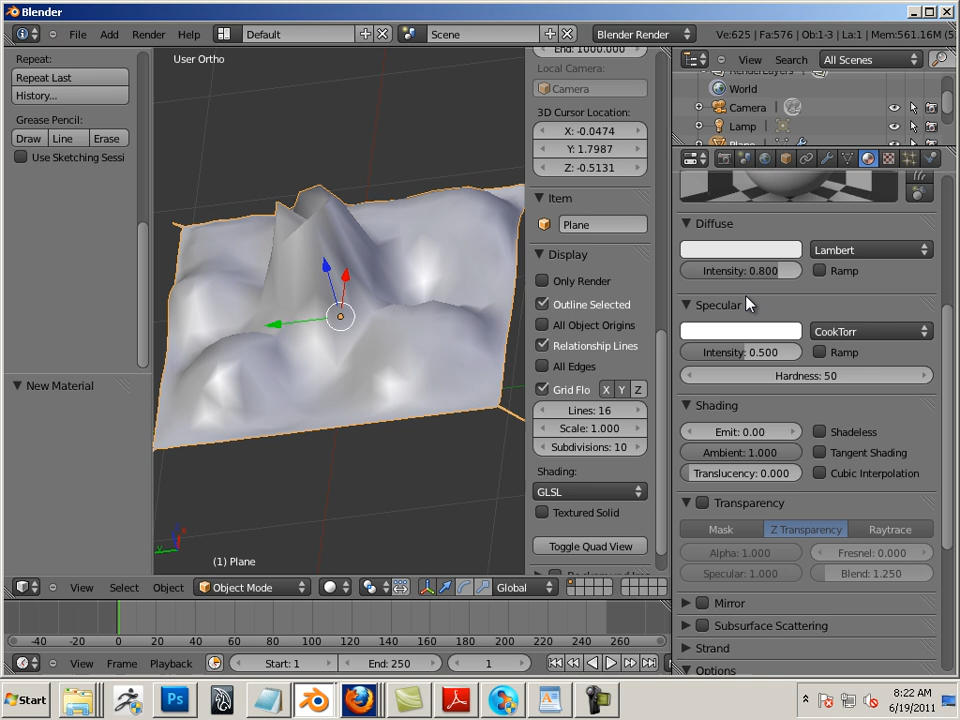 Blender
File Add Render Help Default Scene Blender Render Ve:625 | Fa:576 | Ob:1-3 | La:1 | Mem:561.16M (5
Repeat:
Repeat Last
History...
Grease Pencil:
Draw Line Erase
Use Sketching Sessi
New Material
User Ortho
(1) Plane
End: 1000.000
Local Camera:
Camera
3D Cursor Location:
X: -0.0474
Y: 1.7987
Z: -0.5131
Item
Plane
Display
Only Render
Outline Selected
All Object Origins
Relationship Lines
All Edges
Grid Flo X Y Z
Lines: 16
Scale: 1.000
Subdivisions: 10
Shading:
GLSL
Textured Solid
Toggle Quad View
View Search All Scenes
RenderLayers
World
Camera
Lamp
Plane
Diffuse
Lambert
Intensity: 0.800 Ramp
Specular
CookTorr
Intensity: 0.500 Ramp
Hardness: 50
Shading
Emit: 0.00 Shadeless
Ambient: 1.000 Tangent Shading
Translucency: 0.000 Cubic Interpolation
Transparency
Mask Z Transparency Raytrace
Alpha: 1.000 Fresnel: 0.000
Specular: 1.000 Blend: 1.250
Mirror
Subsurface Scattering
Strand
Options
View Select Object Object Mode Global
-40 -20 0 20 40 60 80 100 120 140 160 180 200 220 240 260
View Frame Playback Start: 1 End: 250 1
Start Ps 8:22 AM
6/19/2011